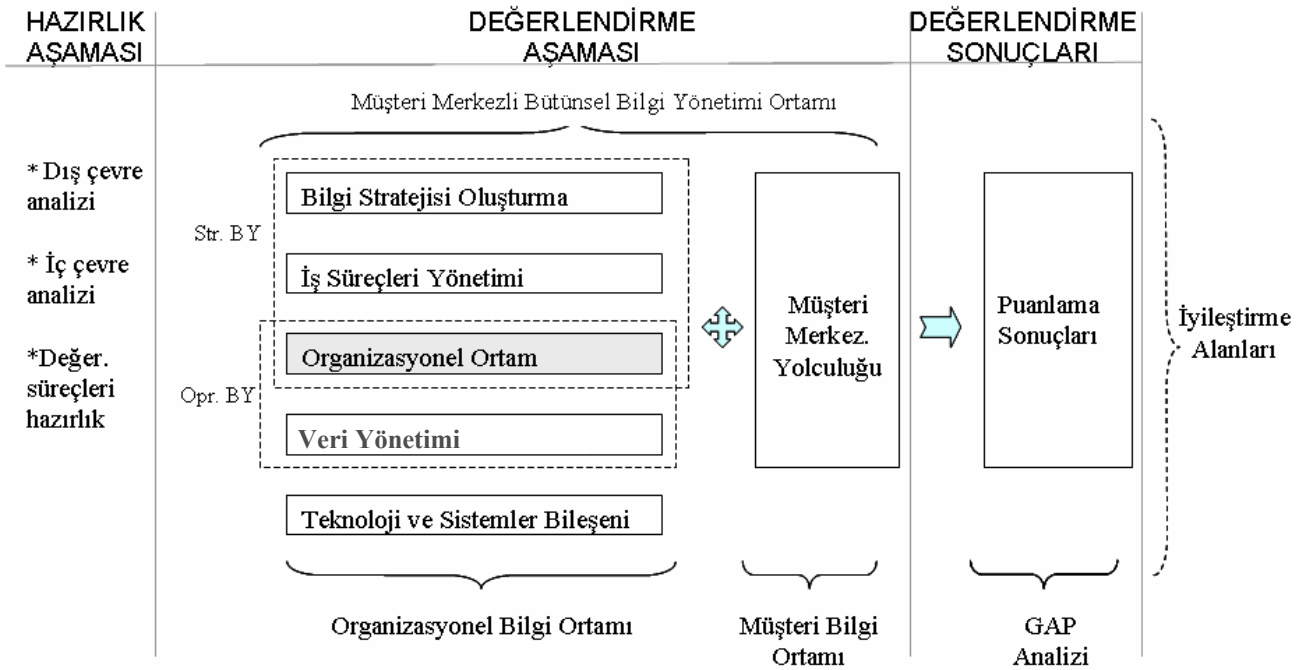 HAZIRLIK
AŞAMASI
DEĞERLENDİRME
AŞAMASI
DEĞERLENDİRME
SONUÇLARI
Müşteri Merkezli Bütünsel Bilgi Yönetimi Ortamı
* Dış çevre
analizi
* İç çevre
analizi
*Değer.
süreçleri
hazırlık
Str. BY
Opr. BY
Bilgi Stratejisi Oluşturma
İş Süreçleri Yönetimi
Organizasyonel Ortam
Veri Yönetimi
Teknoloji ve Sistemler Bileşeni
Müşteri
Merkez.
Yolculuğu
Puanlama
Sonuçları
İyileştirme
Alanları
Organizasyonel Bilgi Ortamı
Müşteri Bilgi
Ortamı
GAP
Analizi